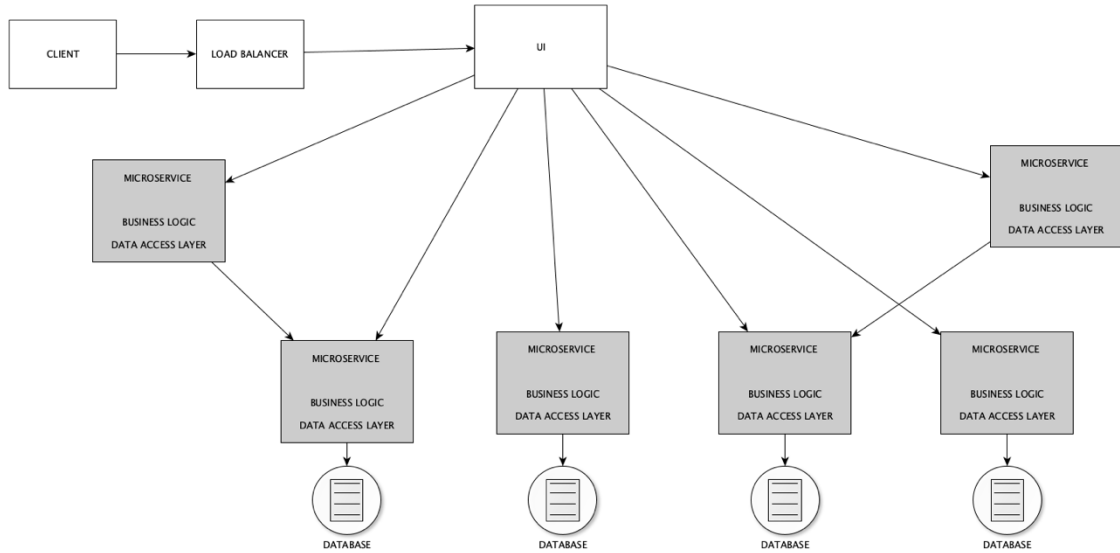 CLIENT
LOAD BALANCER
UI
MICROSERVICE
BUSINESS LOGIC
DATA ACCESS LAYER
MICROSERVICE
BUSINESS LOGIC
DATA ACCESS LAYER
MICROSERVICE
BUSINESS LOGIC
DATA ACCESS LAYER
MICROSERVICE
BUSINESS LOGIC
DATA ACCESS LAYER
MICROSERVICE
BUSINESS LOGIC
DATA ACCESS LAYER
MICROSERVICE
BUSINESS LOGIC
DATA ACCESS LAYER
DATABASE
DATABASE
DATABASE
DATABASE